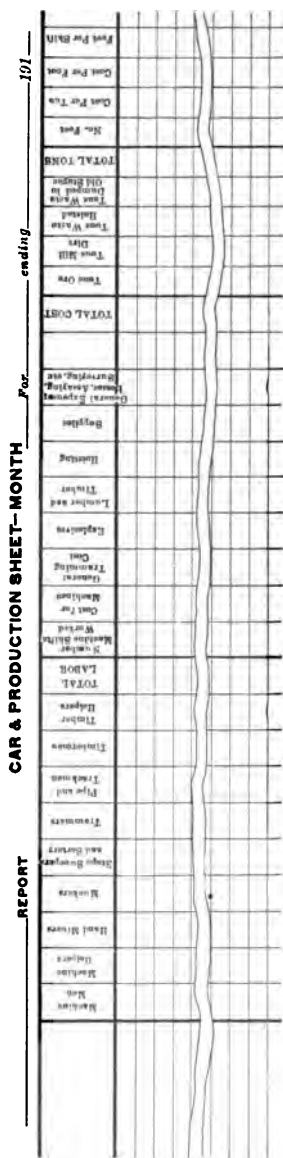 CAR & PRODUCTION SHEET—MONTH
REPORT For ending 191
Machine
Men
Machine
Helpers
Hand Miners
Muckers
Stope Sweepers
and Sorters
Trammers
Pipe and
Trackmen
Timbermen
Timber
Helpers
TOTAL
LABOR
Number
Machine Shifts
Worked
Cost Per
Machines
General
Tramming
Cost
Explosives
Lumber and
Timber
Hoisting
Supplies
General Expense;
House, Assaying,
Surveying, etc.
TOTAL COST
Tons Ore
Tons Mill
Dirt
Tons Waste
Hoisted
Tons Waste
Dumped in
Old Stopes
TOTAL TONS
No. Feet
Cost Per Ton
Cost Per Foot
Feet Per Shift